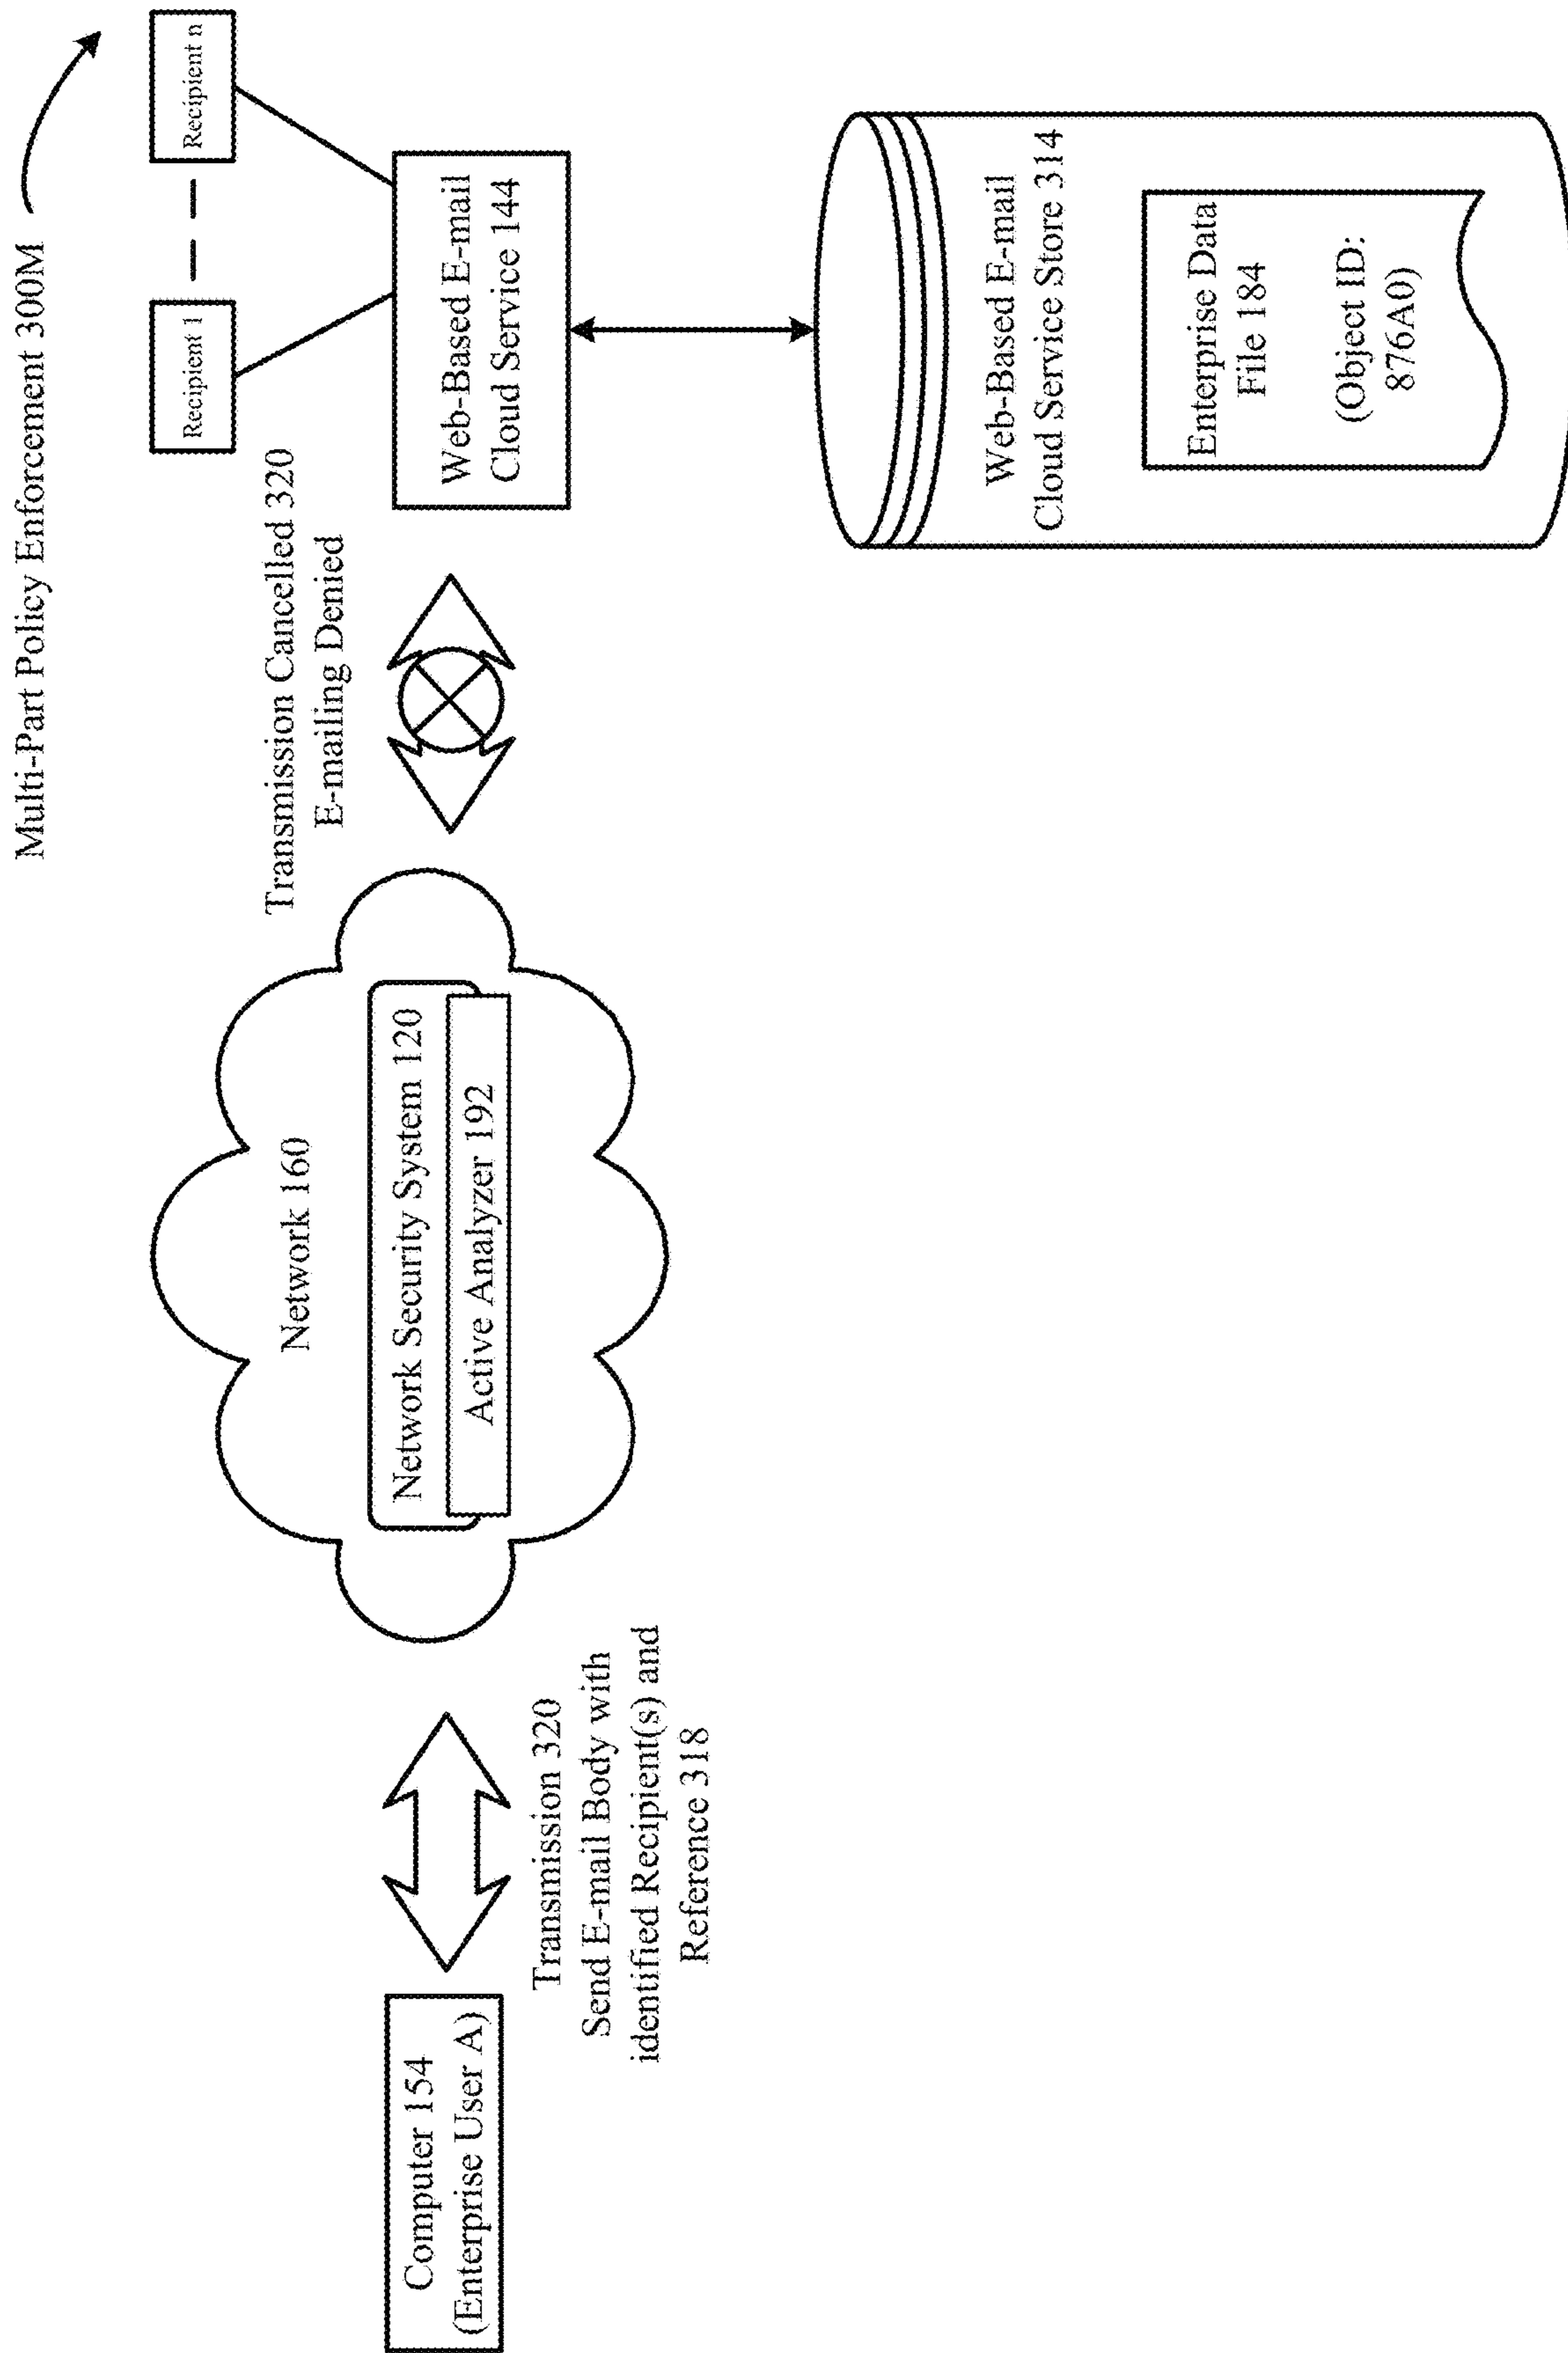 Multi-Part Policy Enforcement 300M
Recipient 1
Recipient n
Transmission Cancelled 320
E-mailing Denied
Web-Based E-mail
Cloud Service 144
Network 160
Network Security System 120
Active Analyzer 192
Computer 154
(Enterprise User A)
Transmission 320
Send E-mail Body with
identified Recipient(s) and
Reference 318
Web-Based E-mail
Cloud Service Store 314
Enterprise Data
File 184
(Object ID:
876A0)